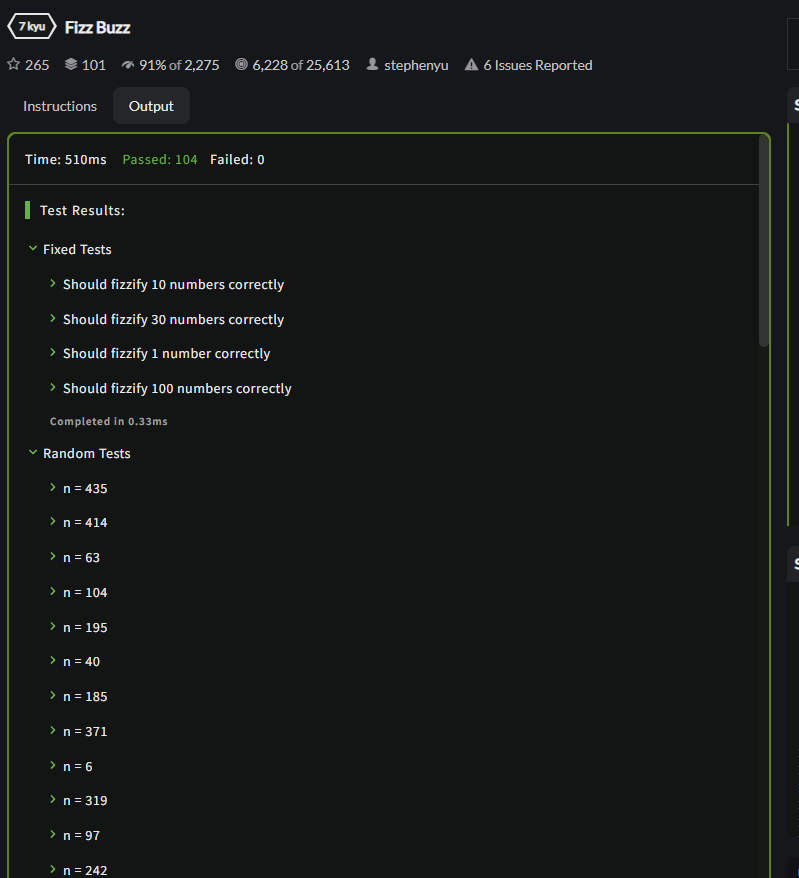 7 kyu Fizz Buzz
265 101 91% of 2,275 6,228 of 25,613 stephenyu 6 Issues Reported
Instructions Output
Time: 510ms Passed: 104 Failed: 0
Test Results:
Fixed Tests
Should fizzify 10 numbers correctly
Should fizzify 30 numbers correctly
Should fizzify 1 number correctly
Should fizzify 100 numbers correctly
Completed in 0.33ms
Random Tests
n = 435
n = 414
n = 63
n = 104
n = 195
n = 40
n = 185
n = 371
n = 6
n = 319
n = 97
n = 242